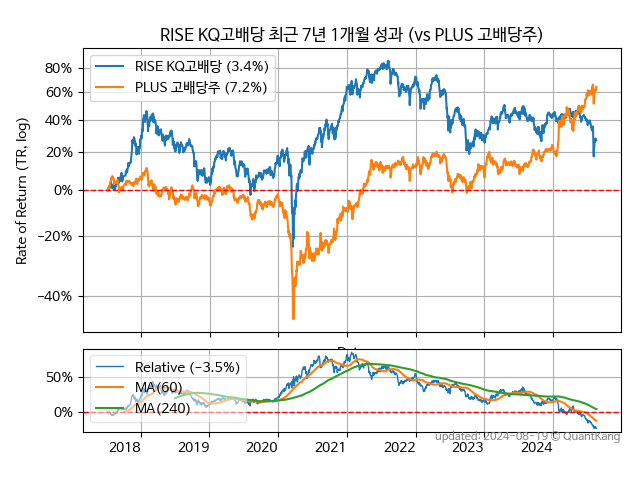 RISE KQ고배당 최근 7년 1개월 성과 (vs PLUS 고배당주)
Rate of Return (TR, log)
80%
60%
40%
20%
0%
−20%
−40%
RISE KQ고배당 (3.4%)
PLUS 고배당주 (7.2%)
50%
0%
Relative (−3.5%)
MA(60)
MA(240)
2018 2019 2020 2021 2022 2023 2024
updated: 2024-08-19 © QuantKang